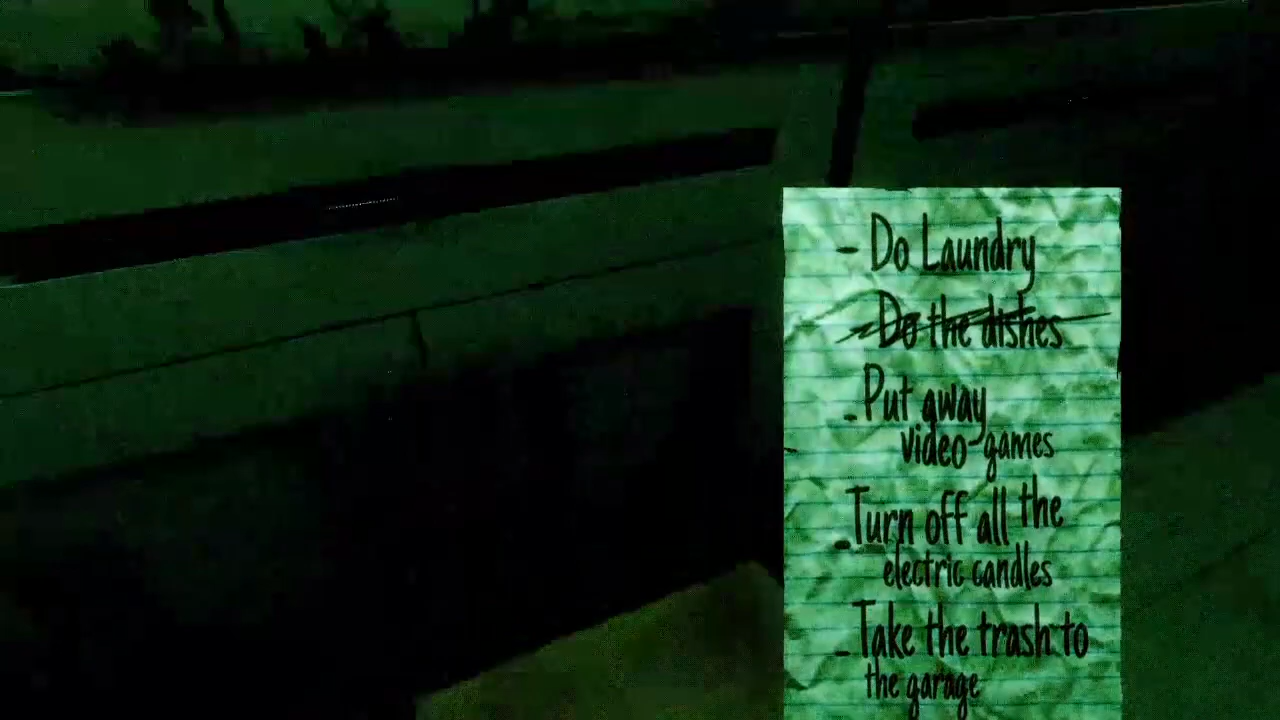 - Do Laundry
Do the dishes
- Put away
video games
- Turn off all the
electric candles
- Take the trash to
the garage